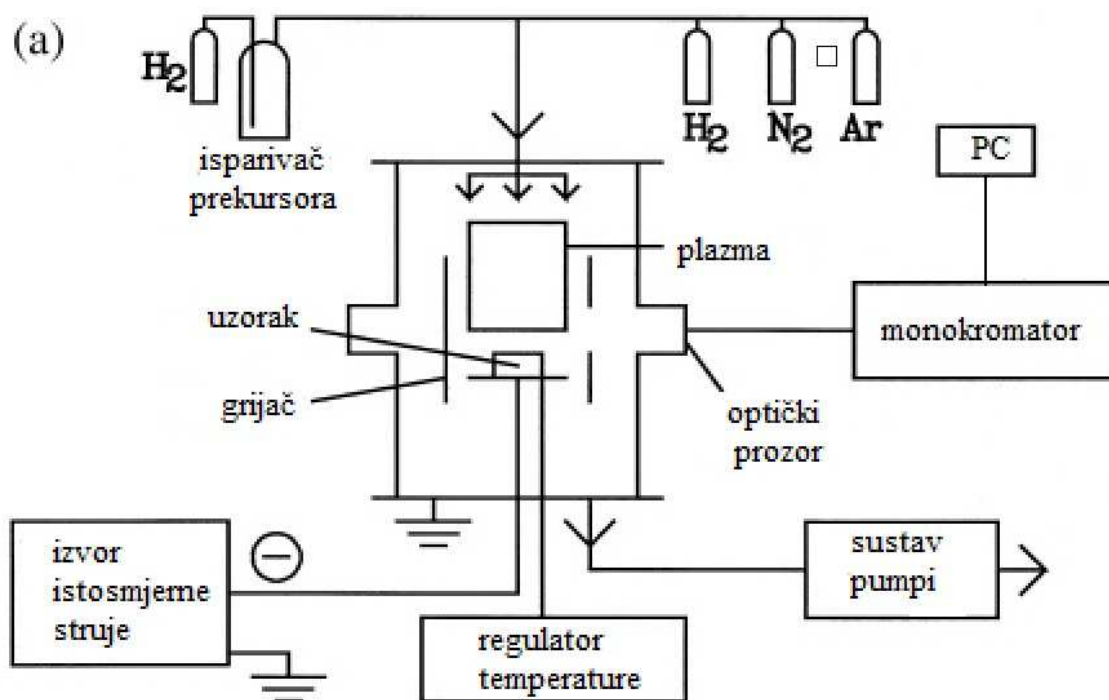 (a)
H2
isparivač
prekursora
H2
N2
Ar
PC
plazma
uzorak
monokromator
grijač
optički
prozor
izvor
istosmjerne
struje
−
regulator
temperature
sustav
pumpi